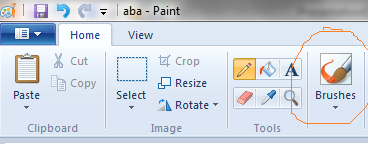 aba - Paint
Home View
Paste
Cut
Copy
Clipboard
Select
Crop
Resize
Rotate
Image
A
Tools
Brushes